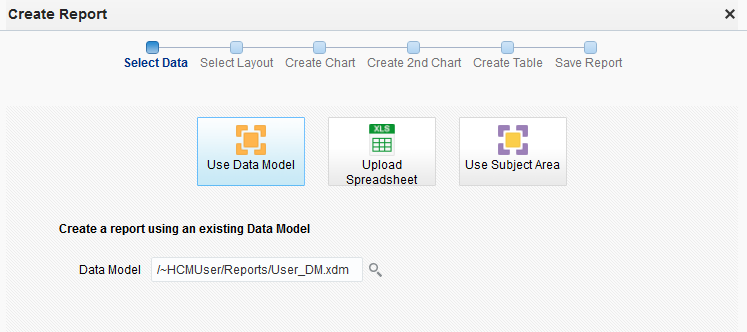 Create Report
Select Data Select Layout Create Chart Create 2nd Chart Create Table Save Report
Use Data Model
XLS
Upload
Spreadsheet
Use Subject Area
Create a report using an existing Data Model
Data Model /~HCMUser/Reports/User_DM.xdm